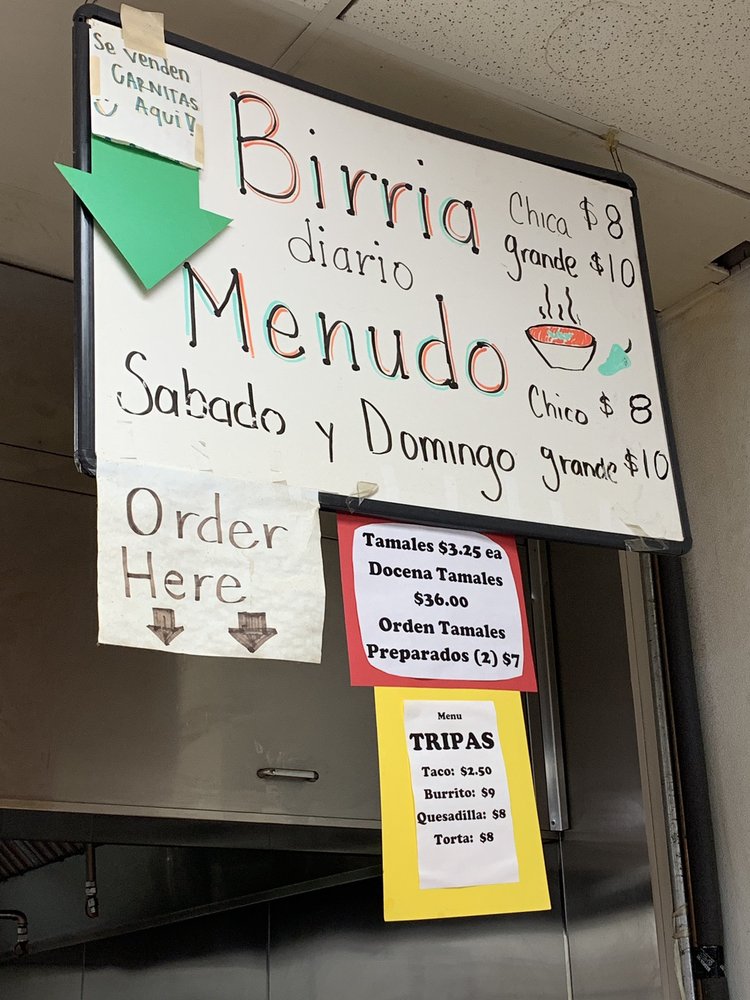 Se Venden
CARNITAS
Aqui!
Birria
diario
Chica $8
grande $10
Menudo
Sabado y Domingo
Chico $8
grande $10
Order
Here
Tamales $3.25 ea
Docena Tamales
$36.00
Orden Tamales
Preparados (2) $7
Menu
TRIPAS
Taco: $2.50
Burrito: $9
Quesadilla: $8
Torta: $8